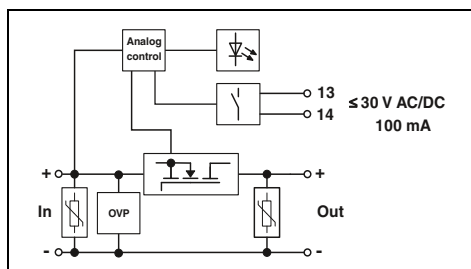 Analog
control
13
14
≤ 30 V AC/DC
100 mA
+
+
In
OVP
Out
-
-